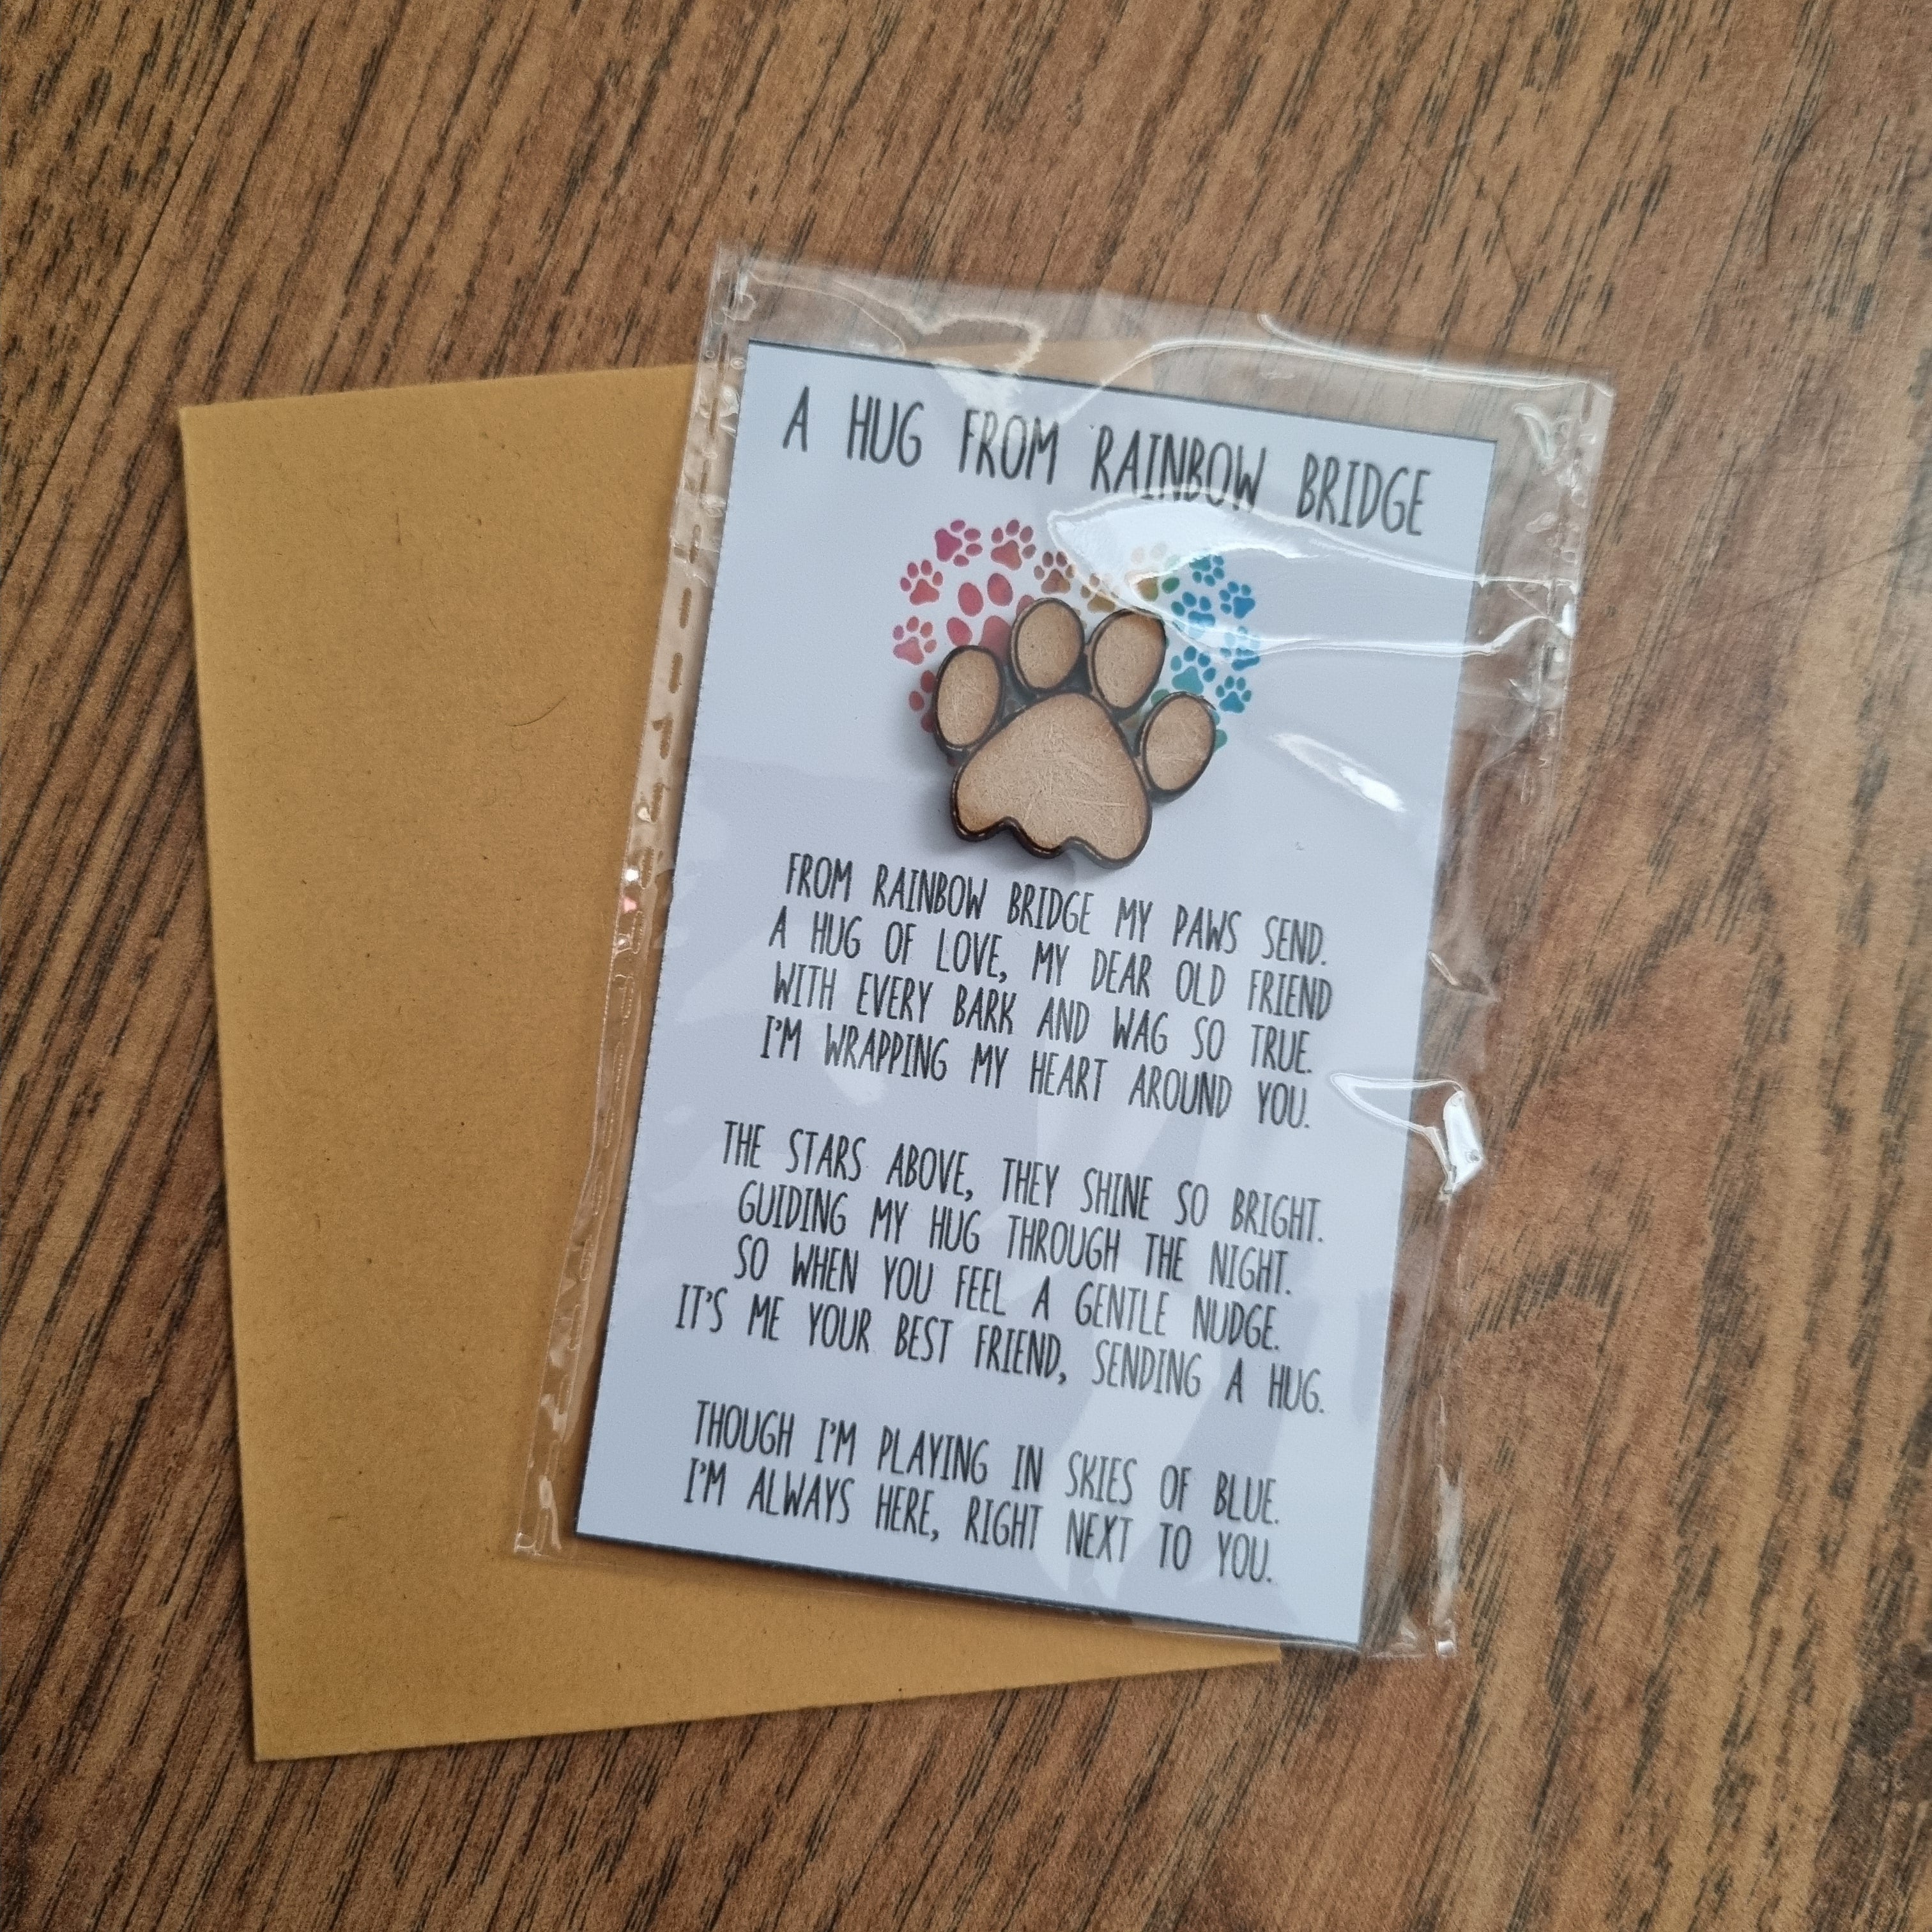 A HUG FROM RAINBOW BRIDGE
FROM RAINBOW BRIDGE MY PAWS SEND.
A HUG OF LOVE, MY DEAR OLD FRIEND
WITH EVERY BARK AND WAG SO TRUE.
I'M WRAPPING MY HEART AROUND YOU.
THE STARS ABOVE, THEY SHINE SO BRIGHT.
GUIDING MY HUG THROUGH THE NIGHT.
SO WHEN YOU FEEL A GENTLE NUDGE.
IT'S ME YOUR BEST FRIEND, SENDING A HUG.
THOUGH I'M PLAYING IN SKIES OF BLUE.
I'M ALWAYS HERE, RIGHT NEXT TO YOU.